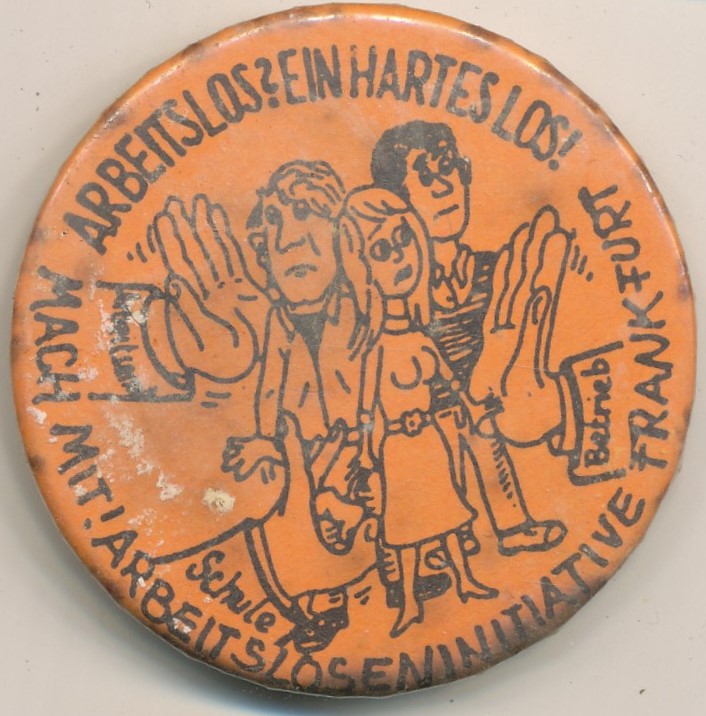 ARBEITSLOS? EIN HARTES LOS!
MACH MIT! ARBEITSLOSENINITIATIVE FRANKFURT
Betrieb
Schule